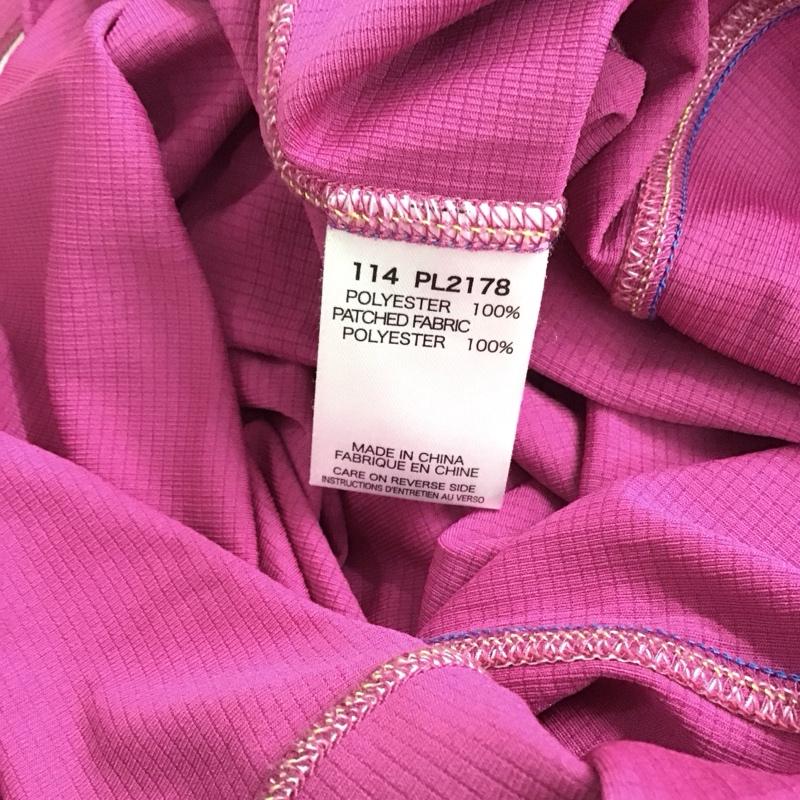 114 PL2178
POLYESTER 100%
PATCHED FABRIC
POLYESTER 100%
MADE IN CHINA
FABRIQUE EN CHINE
CARE ON REVERSE SIDE
INSTRUCTIONS D'ENTRETIEN AU VERSO